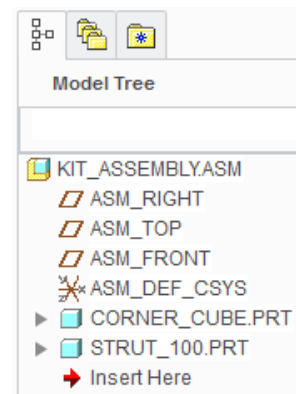 Model Tree
KIT_ASSEMBLY.ASM
ASM_RIGHT
ASM_TOP
ASM_FRONT
ASM_DEF_CSYS
CORNER_CUBE.PRT
STRUT_100.PRT
Insert Here